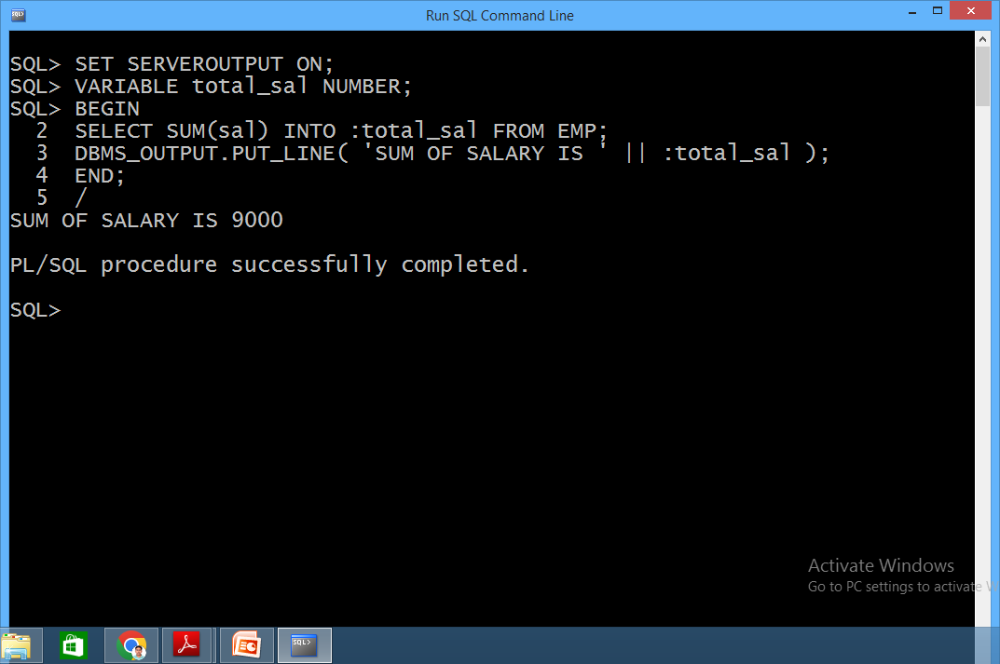 Run SQL Command Line
SQL> SET SERVEROUTPUT ON;
SQL> VARIABLE total_sal NUMBER;
SQL> BEGIN
2 SELECT SUM(sal) INTO :total_sal FROM EMP;
3 DBMS_OUTPUT.PUT_LINE( 'SUM OF SALARY IS ' || :total_sal );
4 END;
5 /
SUM OF SALARY IS 9000
PL/SQL procedure successfully completed.
SQL>
Activate Windows
Go to PC settings to activate